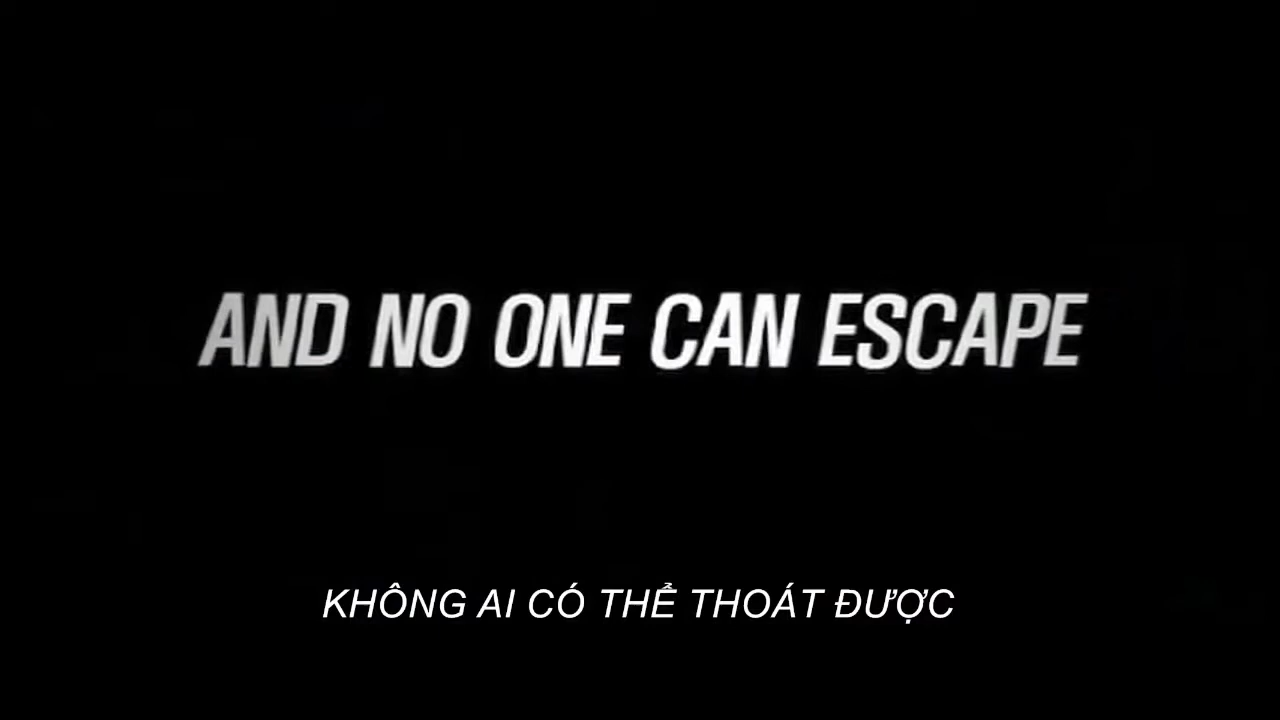 AND NO ONE CAN ESCAPE
KHÔNG AI CÓ THỂ THOÁT ĐƯỢC